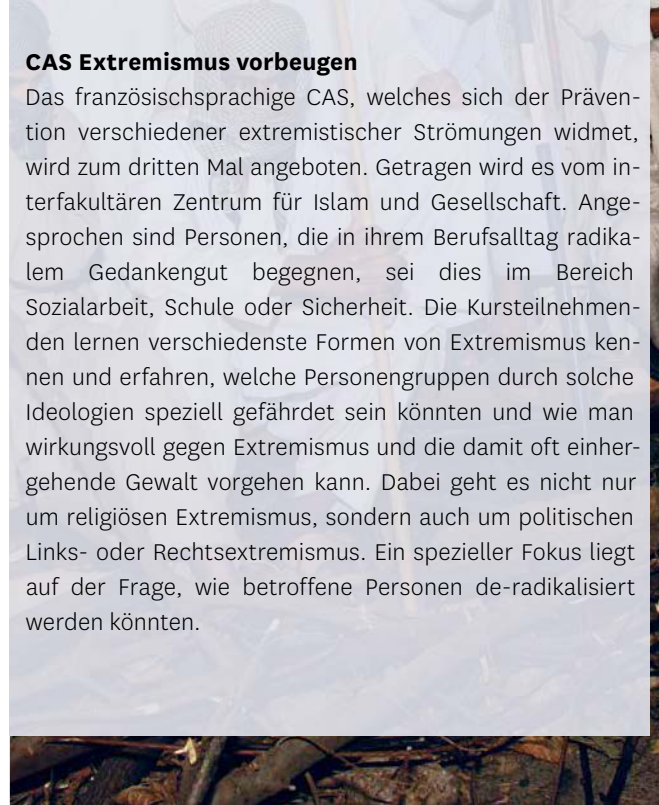 CAS Extremismus vorbeugen
Das französischsprachige CAS, welches sich der Präven-
tion verschiedener extremistischer Strömungen widmet,
wird zum dritten Mal angeboten. Getragen wird es vom in-
terfakultären Zentrum für Islam und Gesellschaft. Ange-
sprochen sind Personen, die in ihrem Berufsalltag radika-
lem Gedankengut begegnen, sei dies im Bereich
Sozialarbeit, Schule oder Sicherheit. Die Kursteilnehmen-
den lernen verschiedenste Formen von Extremismus ken-
nen und erfahren, welche Personengruppen durch solche
Ideologien speziell gefährdet sein könnten und wie man
wirkungsvoll gegen Extremismus und die damit oft einher-
gehende Gewalt vorgehen kann. Dabei geht es nicht nur
um religiösen Extremismus, sondern auch um politischen
Links- oder Rechtsextremismus. Ein spezieller Fokus liegt
auf der Frage, wie betroffene Personen de-radikalisiert
werden könnten.